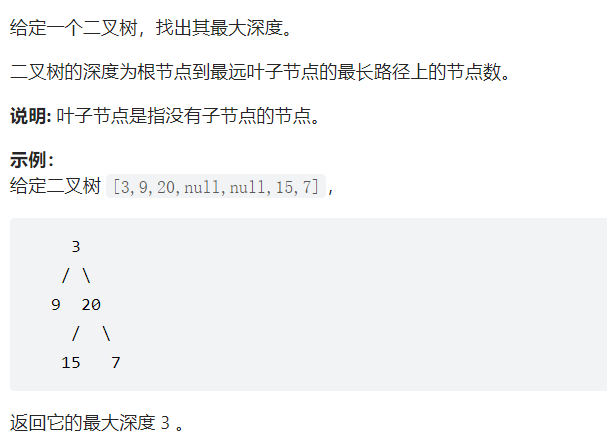 给定一个二叉树，找出其最大深度。
二叉树的深度为根节点到最远叶子节点的最长路径上的节点数。
说明: 叶子节点是指没有子节点的节点。
示例：
给定二叉树 [3,9,20,null,null,15,7]，
3
/ \
9 20
/ \
15 7
返回它的最大深度 3 。